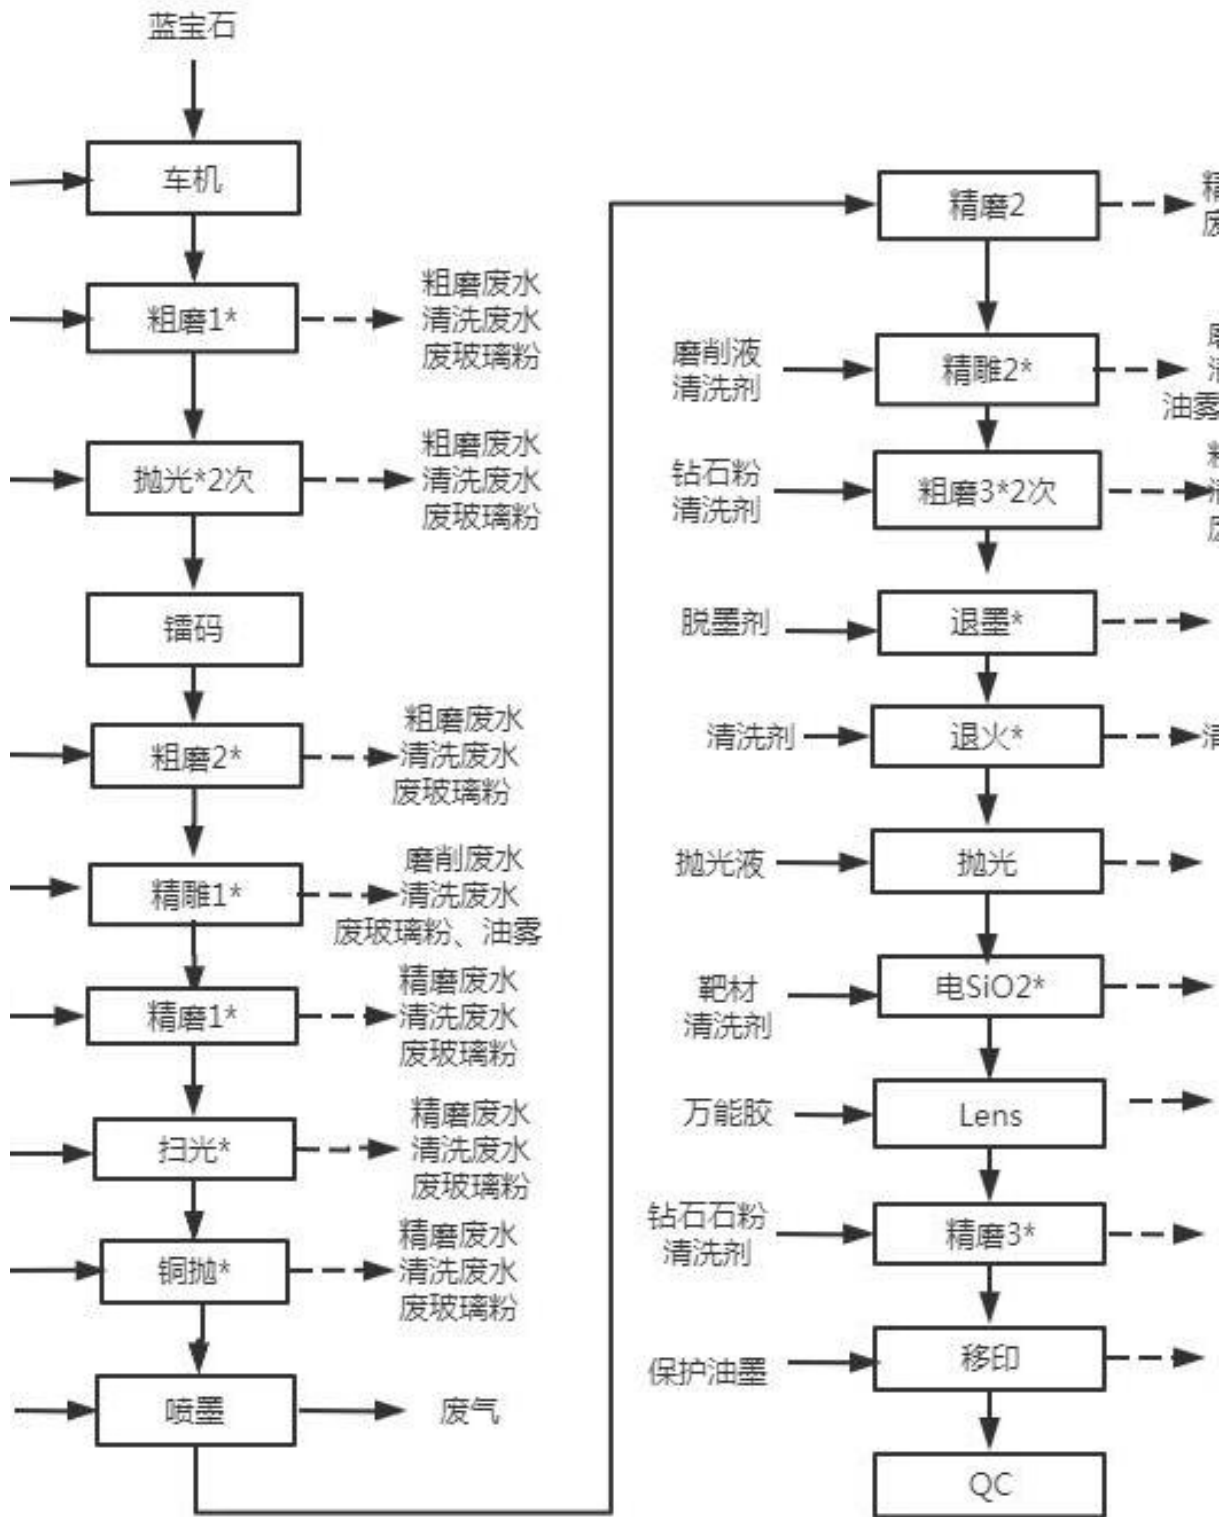 蓝宝石
车机
粗磨1*
粗磨废水
清洗废水
废玻璃粉
抛光*2次
粗磨废水
清洗废水
废玻璃粉
镭码
粗磨2*
粗磨废水
清洗废水
废玻璃粉
精雕1*
磨削废水
清洗废水
废玻璃粉、油雾
精磨1*
精磨废水
清洗废水
废玻璃粉
扫光*
精磨废水
清洗废水
废玻璃粉
铜抛*
精磨废水
清洗废水
废玻璃粉
喷墨
废气
精磨2
精
废
磨削液
清洗剂
精雕2*
油雾
钻石粉
清洗剂
粗磨3*2次
脱墨剂
退墨*
清洗剂
退火*
清
抛光液
抛光
靶材
清洗剂
电SiO2*
万能胶
Lens
钻石石粉
清洗剂
精磨3*
保护油墨
移印
QC